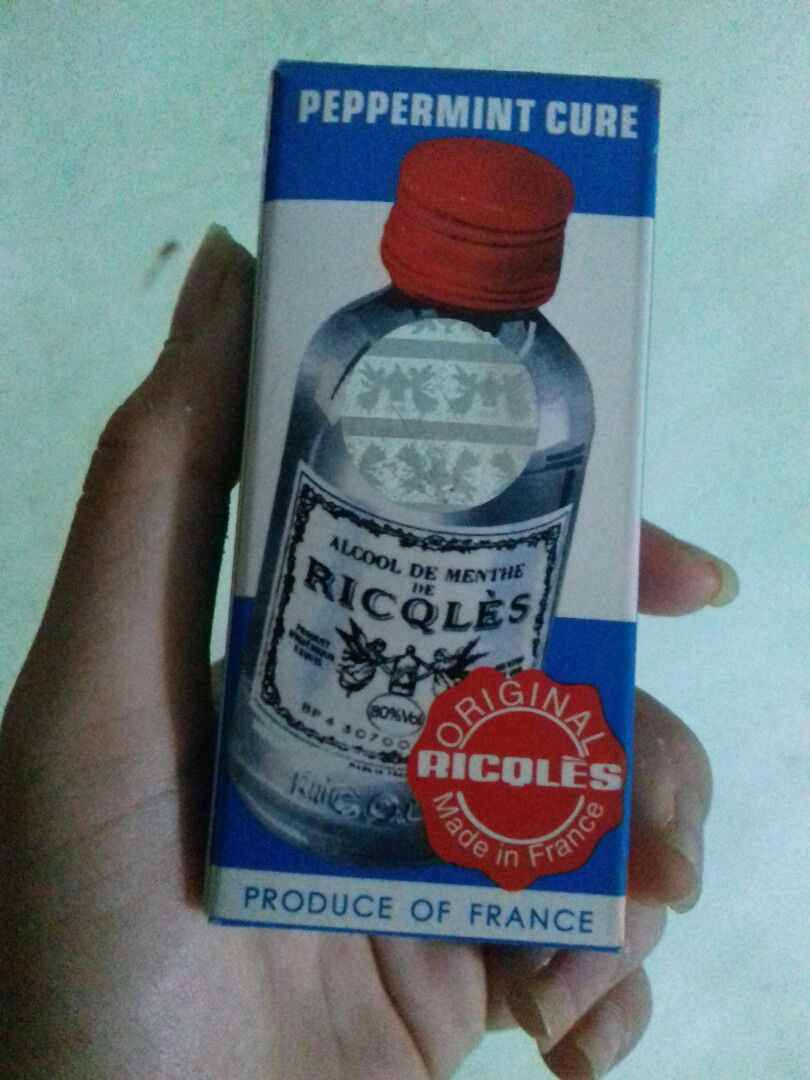 PEPPERMINT CURE
ALCOOL DE MENTHE
DE
RICQLÈS
80%Vol
ORIGINAL
RICQLÈS
Made in France
PRODUCE OF FRANCE